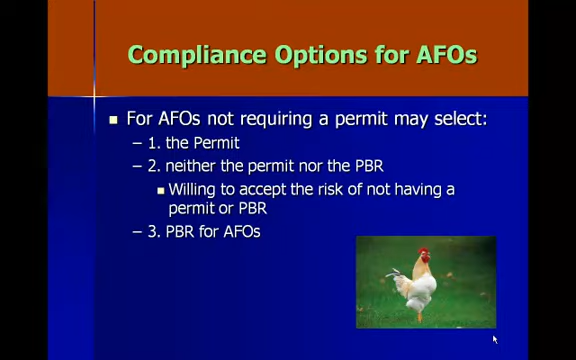 Compliance Options for AFOs
For AFOs not requiring a permit may select:
– 1. the Permit
– 2. neither the permit nor the PBR
Willing to accept the risk of not having a
permit or PBR
– 3. PBR for AFOs